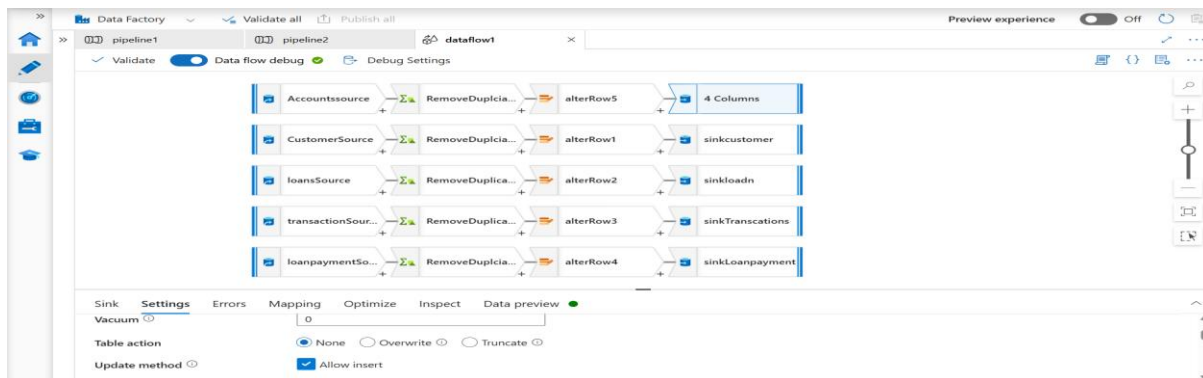 Data Factory Validate all Publish all Preview experience Off
pipeline1 pipeline2 dataflow1
Validate Data flow debug Debug Settings
Accountssource RemoveDuplcia... alterRow5 4 Columns
CustomerSource RemoveDuplcia... alterRow1 sinkcustomer
loansSource RemoveDuplica... alterRow2 sinkloadn
transactionSour... RemoveDuplica... alterRow3 sinkTranscations
loanpaymentSo... RemoveDuplcia... alterRow4 sinkLoanpayment
Sink Settings Errors Mapping Optimize Inspect Data preview
Vacuum 0
Table action None Overwrite Truncate
Update method Allow insert